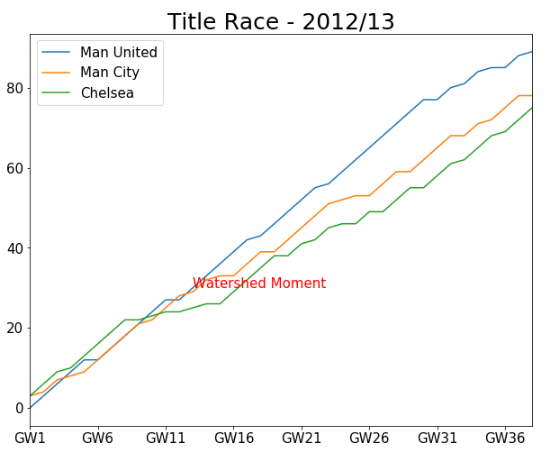 Title Race - 2012/13
Man United
Man City
Chelsea
80
60
40
Watershed Moment
20
0
GW1 GW6 GW11 GW16 GW21 GW26 GW31 GW36